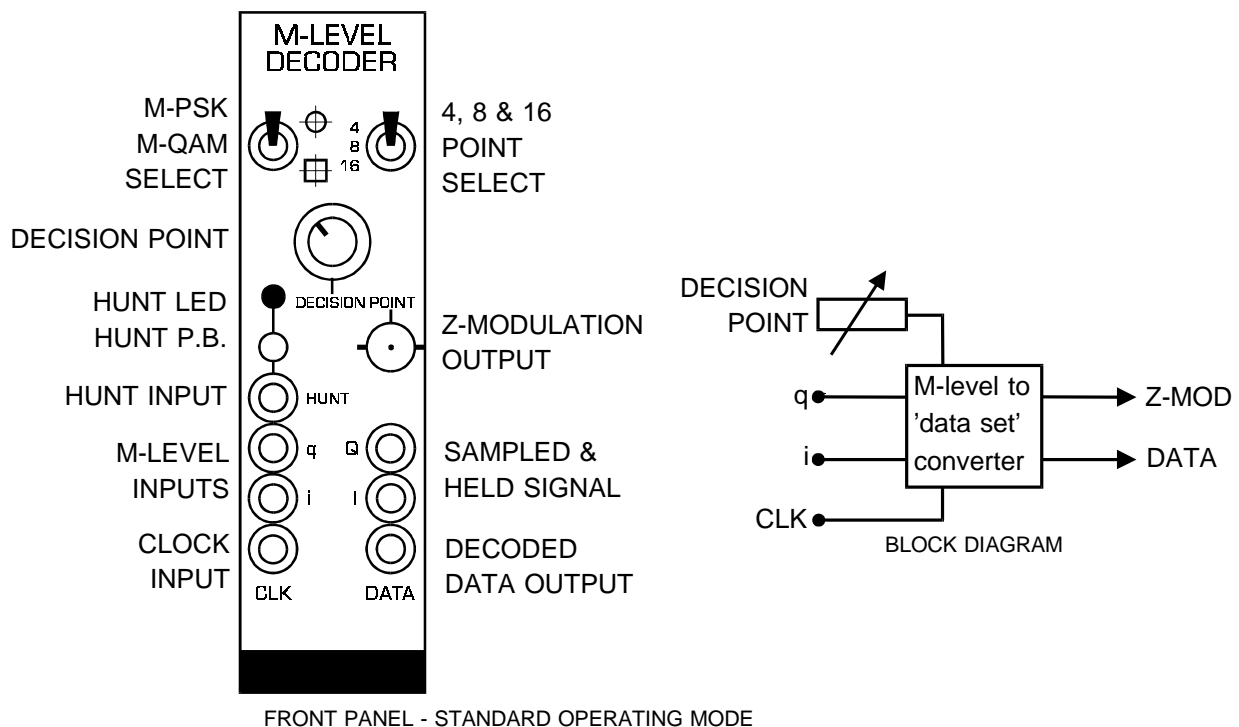 M-LEVEL
DECODER
M-PSK
M-QAM
SELECT
4
8
16
4, 8 & 16
POINT
SELECT
DECISION POINT
DECISION POINT
HUNT LED
HUNT P.B.
Z-MODULATION
OUTPUT
HUNT INPUT
HUNT
M-LEVEL
INPUTS
q
i
Q
I
SAMPLED &
HELD SIGNAL
CLOCK
INPUT
CLK
DATA
DECODED
DATA OUTPUT
FRONT PANEL - STANDARD OPERATING MODE
DECISION
POINT
q
i
CLK
M-level to
'data set'
converter
Z-MOD
DATA
BLOCK DIAGRAM